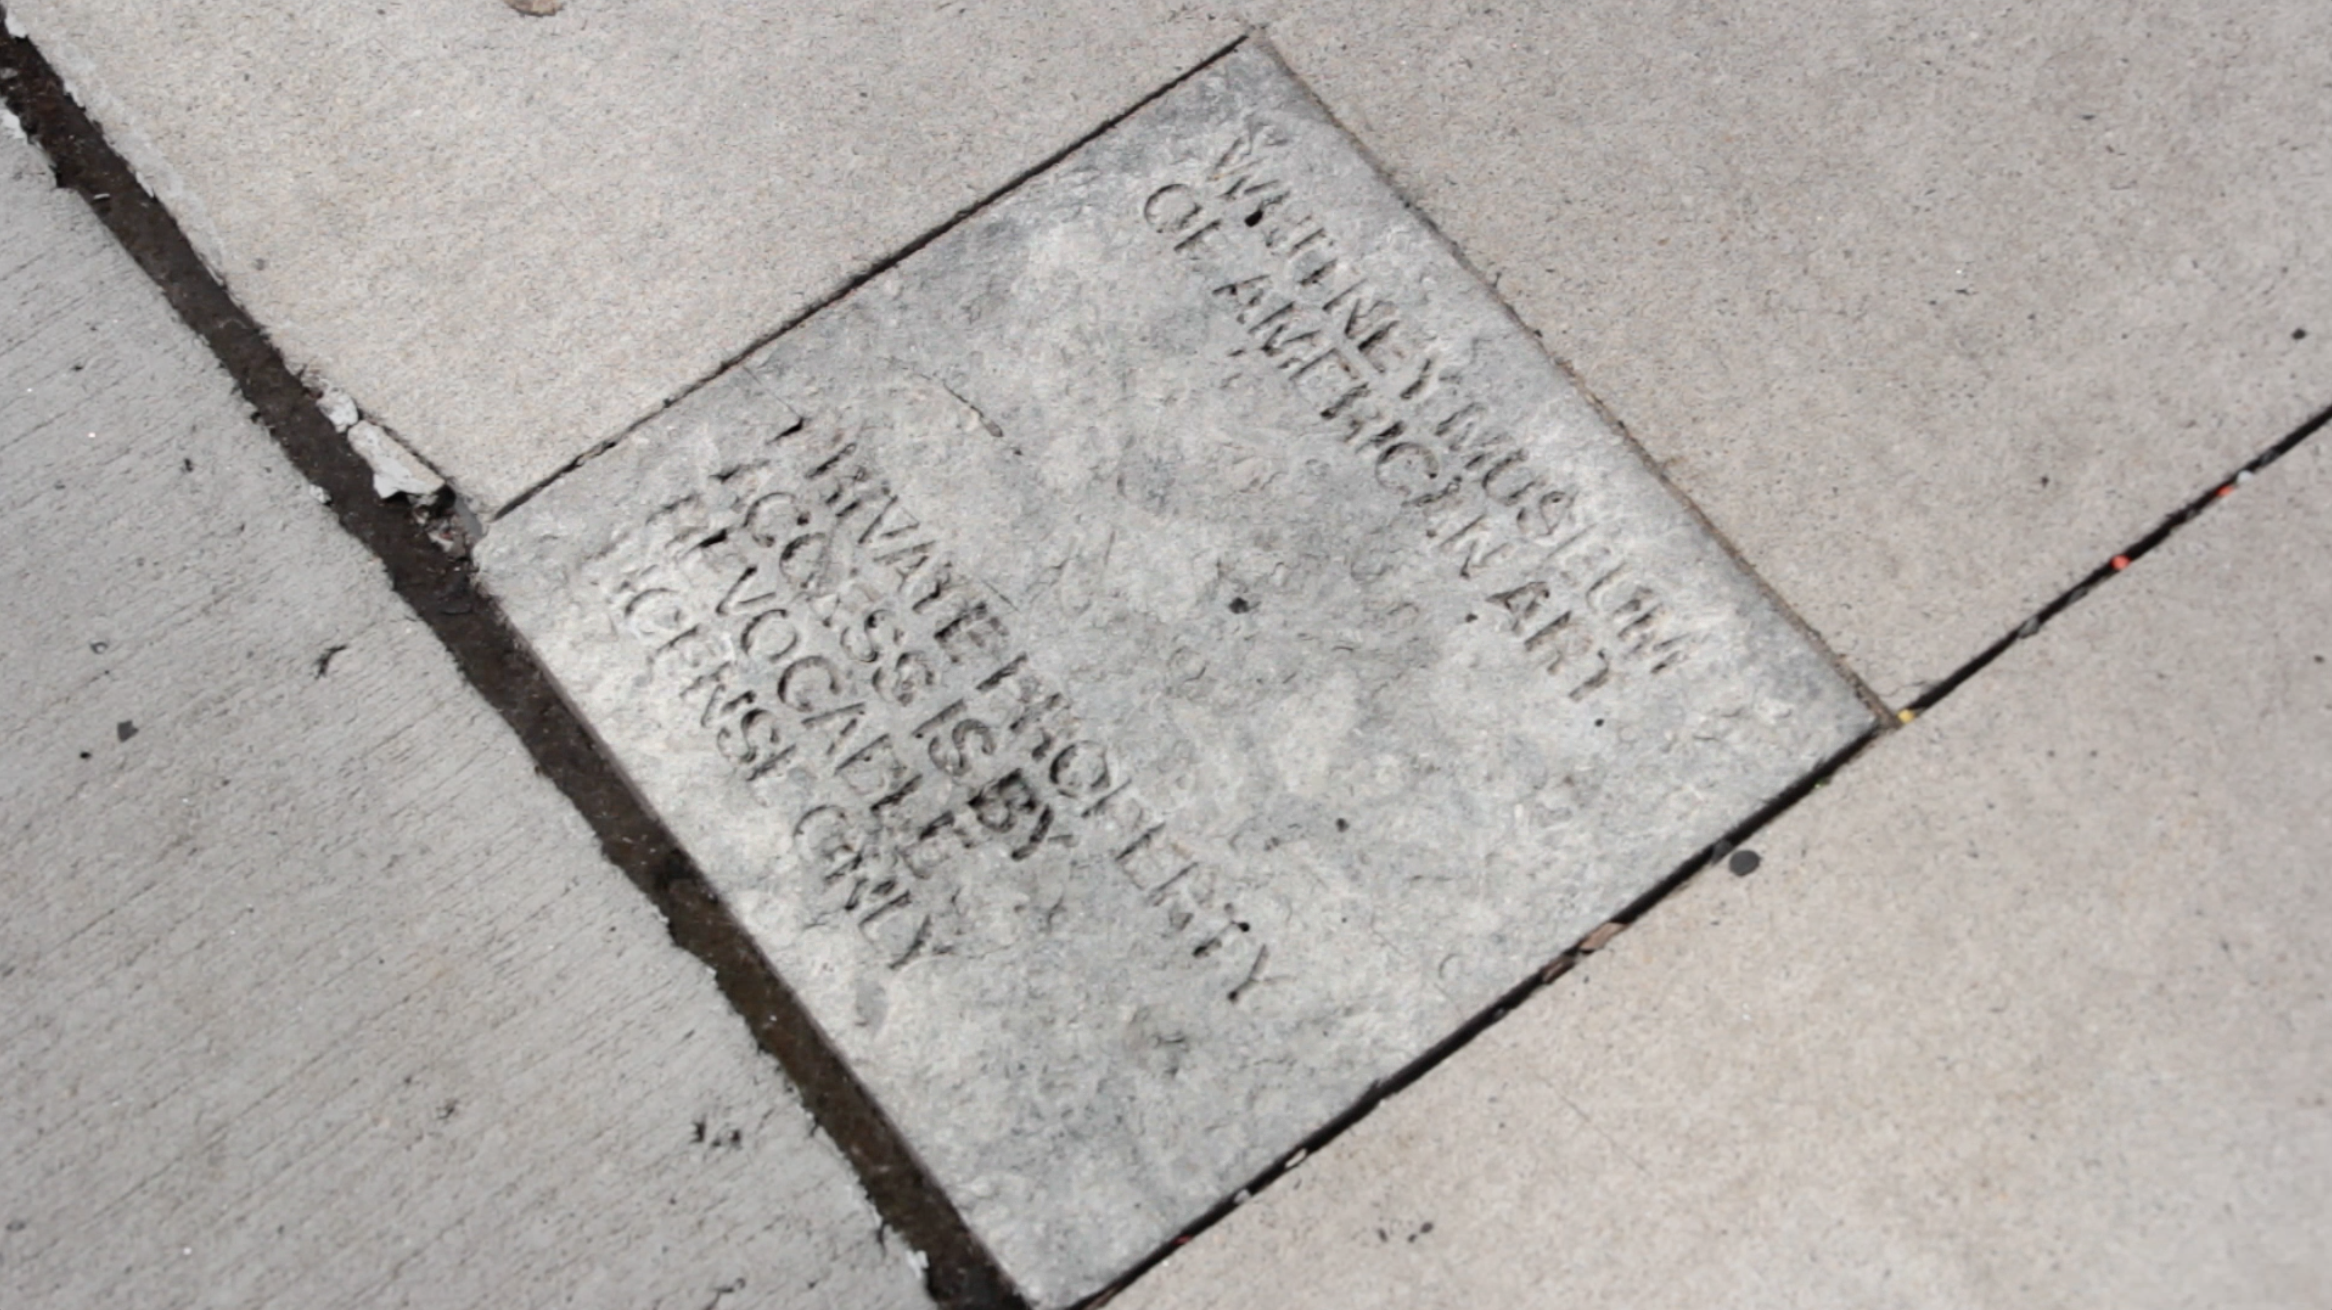 WHITNEY MUSEUM
OF AMERICAN ART
PRIVATE PROPERTY
ACCESS IS BY
REVOCABLE
LICENSE ONLY